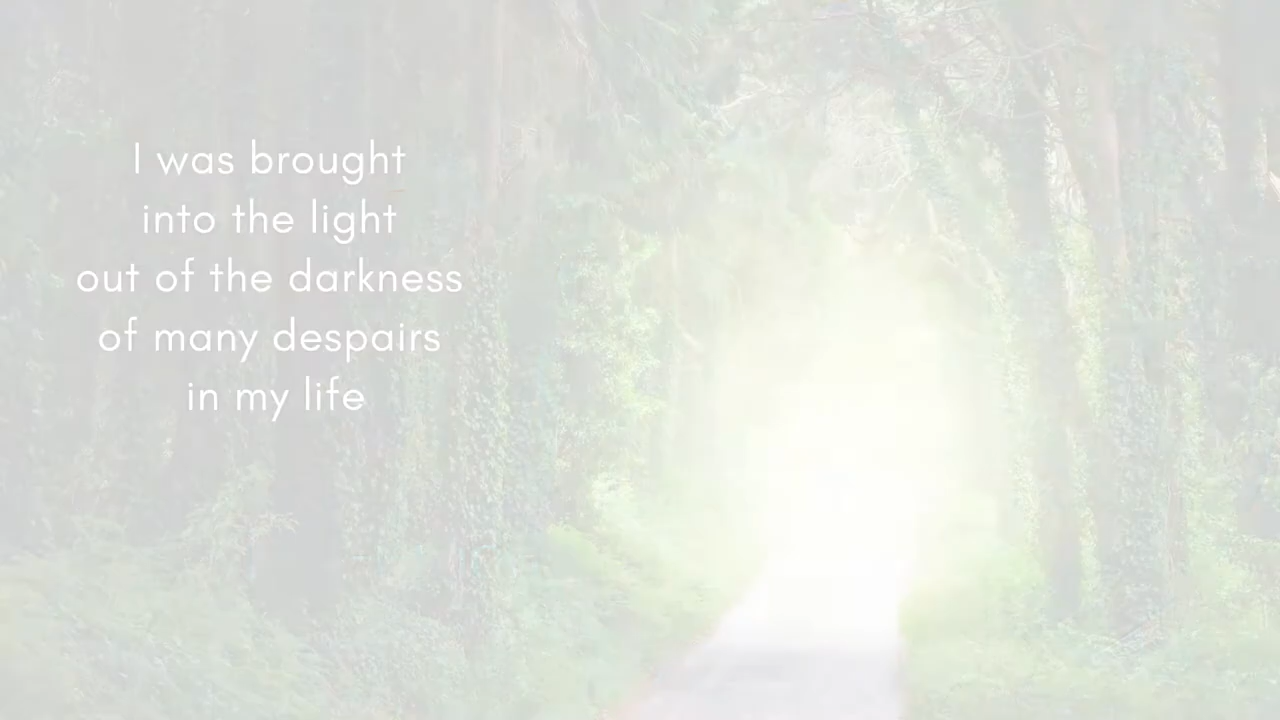 I was brought
into the light
out of the darkness
of many despairs
in my life